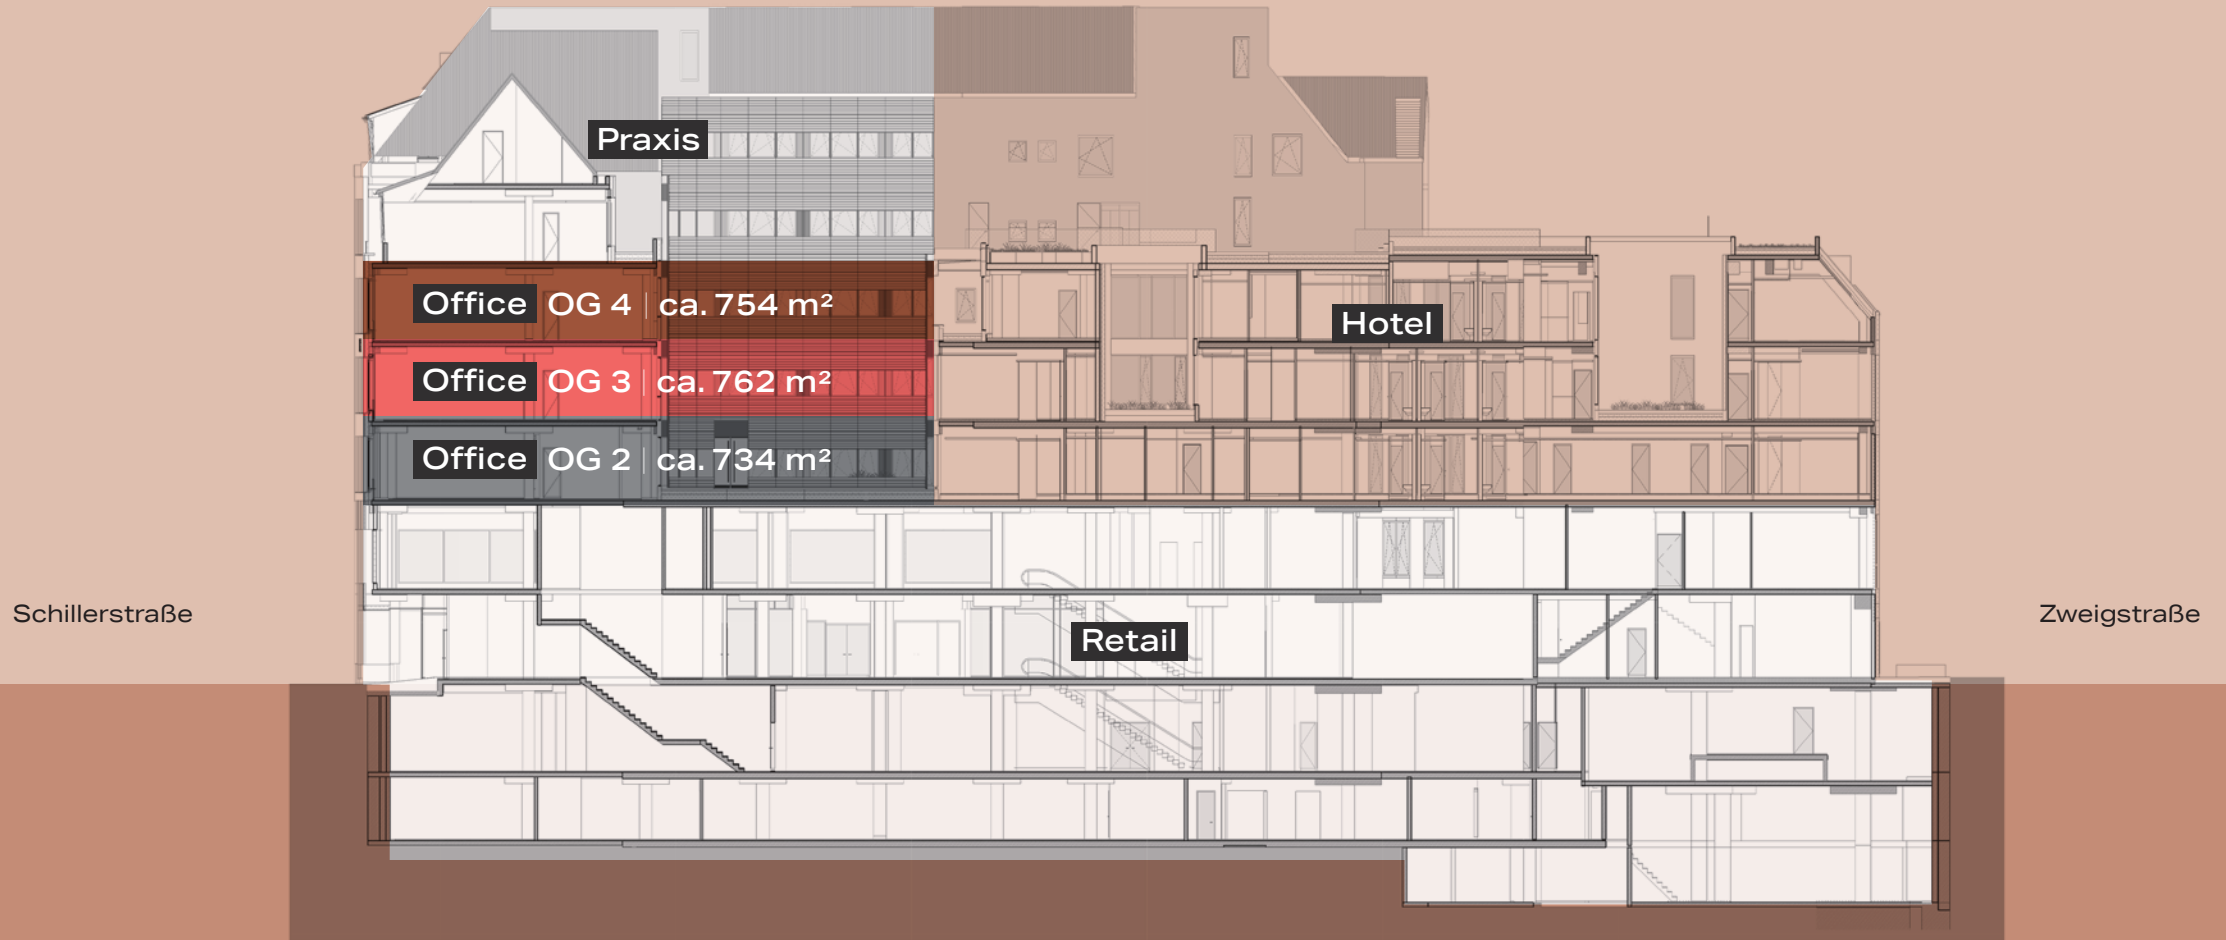 Praxis
Office OG 4 | ca. 754 m²
Hotel
Office OG 3 | ca. 762 m²
Office OG 2 | ca. 734 m²
Schillerstraße
Zweigstraße
Retail